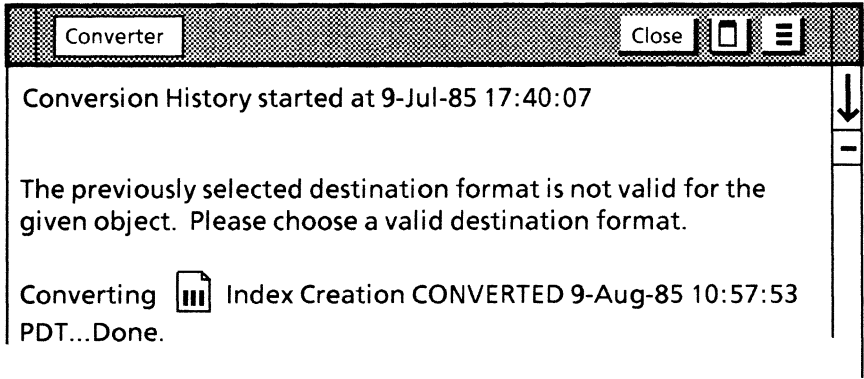 Converter Close
Conversion History started at 9-Jul-85 17:40:07
The previously selected destination format is not valid for the
given object. Please choose a valid destination format.
Converting Index Creation CONVERTED 9-Aug-85 10:57:53
PDT...Done.